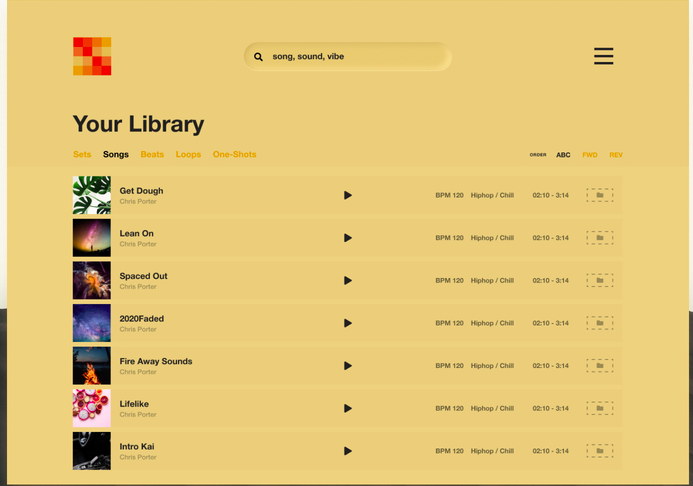 song, sound, vibe
Your Library
Sets Songs Beats Loops One-Shots ORDER ABC FWD REV
Get Dough BPM 120 Hiphop / Chill 02:10 - 3:14
Chris Porter
Lean On BPM 120 Hiphop / Chill 02:10 - 3:14
Chris Porter
Spaced Out BPM 120 Hiphop / Chill 02:10 - 3:14
Chris Porter
2020Faded BPM 120 Hiphop / Chill 02:10 - 3:14
Chris Porter
Fire Away Sounds BPM 120 Hiphop / Chill 02:10 - 3:14
Chris Porter
Lifelike BPM 120 Hiphop / Chill 02:10 - 3:14
Chris Porter
Intro Kai BPM 120 Hiphop / Chill 02:10 - 3:14
Chris Porter